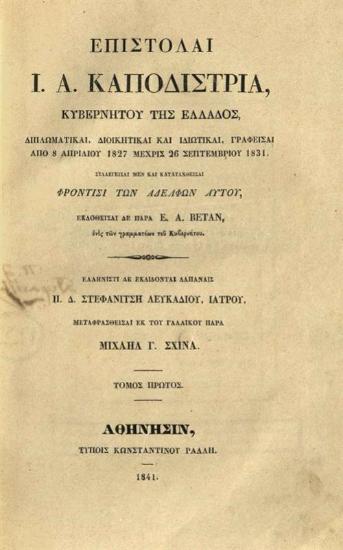 ΕΠΙΣΤΟΛΑΙ
Ι. Α. ΚΑΠΟΔΙΣΤΡΙΑ,
ΚΥΒΕΡΝΗΤΟΥ ΤΗΣ ΕΛΛΑΔΟΣ,
ΔΙΠΛΩΜΑΤΙΚΑΙ, ΔΙΟΙΚΗΤΙΚΑΙ ΚΑΙ ΙΔΙΩΤΙΚΑΙ, ΓΡΑΦΕΙΣΑΙ
ΑΠΟ 8 ΑΠΡΙΛΙΟΥ 1827 ΜΕΧΡΙΣ 26 ΣΕΠΤΕΜΒΡΙΟΥ 1831.
ΣΥΛΛΕΓΕΙΣΑΙ ΜΕΝ ΚΑΙ ΚΑΤΑΤΑΧΘΕΙΣΑΙ
ΦΡΟΝΤΙΣΙ ΤΩΝ ΑΔΕΛΦΩΝ ΑΥΤΟΥ,
ΕΚΔΟΘΕΙΣΑΙ ΔΕ ΠΑΡΑ Ε. Α. ΒΕΤΑΝ,
ἑνὸς τῶν γραμματέων τοῦ Κυβερνήτου.
ΕΛΛΗΝΙΣΤΙ ΔΕ ΕΚΔΙΔΟΝΤΑΙ ΔΑΠΑΝΑΙΣ
Π. Δ. ΣΤΕΦΑΝΙΤΣΗ ΛΕΥΚΑΔΙΟΥ, ΙΑΤΡΟΥ,
ΜΕΤΑΦΡΑΣΘΕΙΣΑΙ ΕΚ ΤΟΥ ΓΑΛΛΙΚΟΥ ΠΑΡΑ
ΜΙΧΑΗΛ Γ. ΣΧΙΝΑ.
ΤΟΜΟΣ ΠΡΩΤΟΣ.
ΑΘΗΝΗΣΙΝ,
ΤΥΠΟΙΣ ΚΩΝΣΤΑΝΤΙΝΟΥ ΡΑΛΛΗ.
1841.